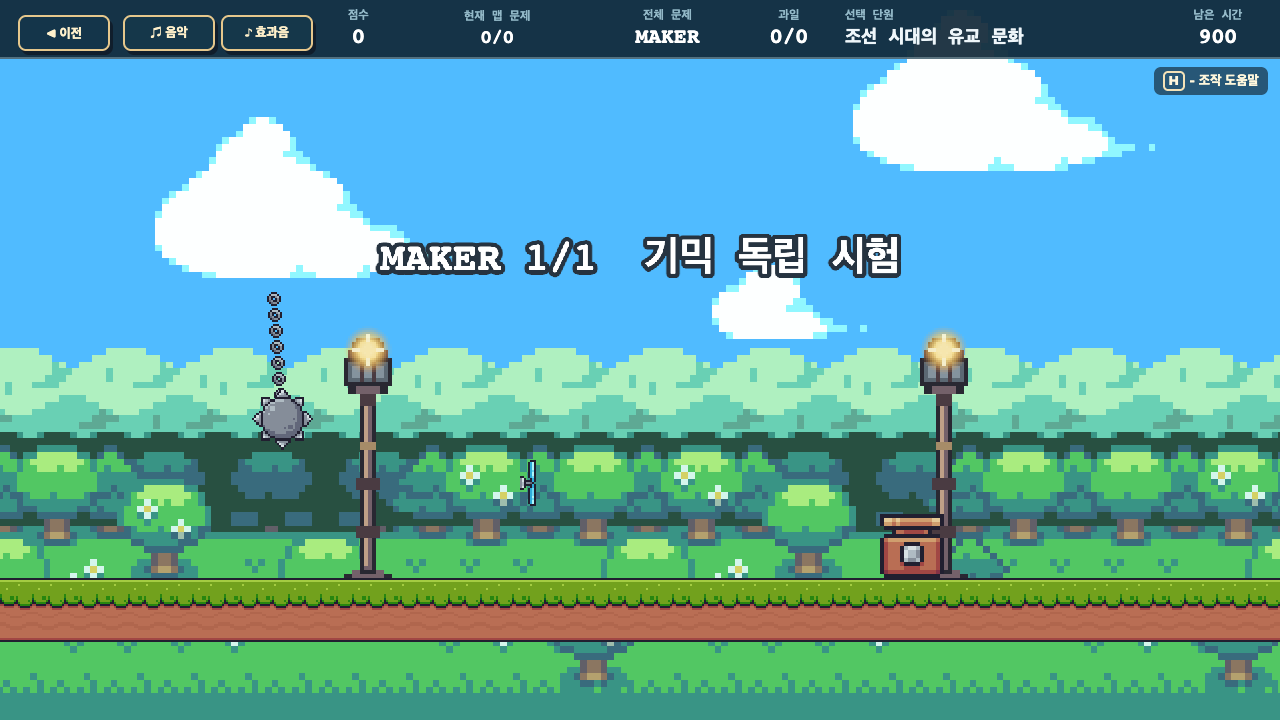 ◀ 이전
♫ 음악
♪ 효과음
점수
0
현재 맵 문제
0/0
전체 문제
MAKER
과일
0/0
선택 단원
조선 시대의 유교 문화
남은 시간
900
H - 조작 도움말
MAKER 1/1 기믹 독립 시험